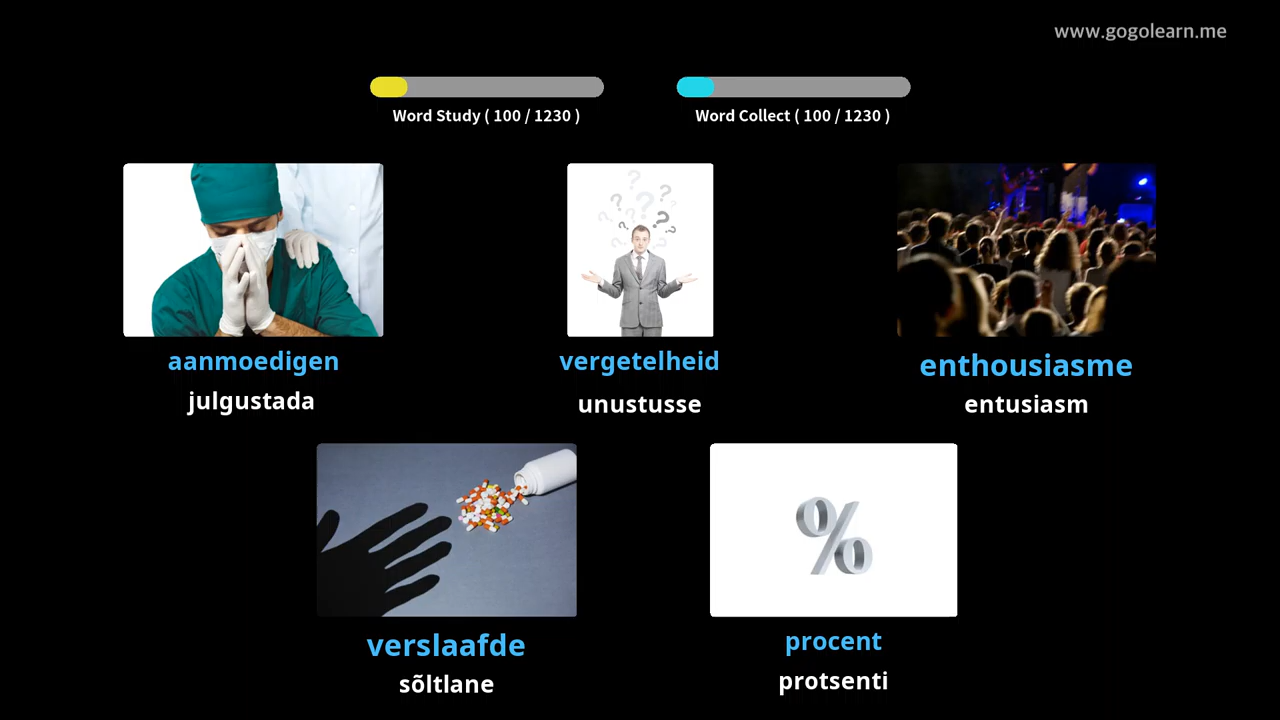 www.gogolearn.me
Word Study ( 100 / 1230 )
Word Collect ( 100 / 1230 )
aanmoedigen
julgustada
vergetelheid
unustusse
enthousiasme
entusiasm
verslaafde
sõltlane
procent
protsenti